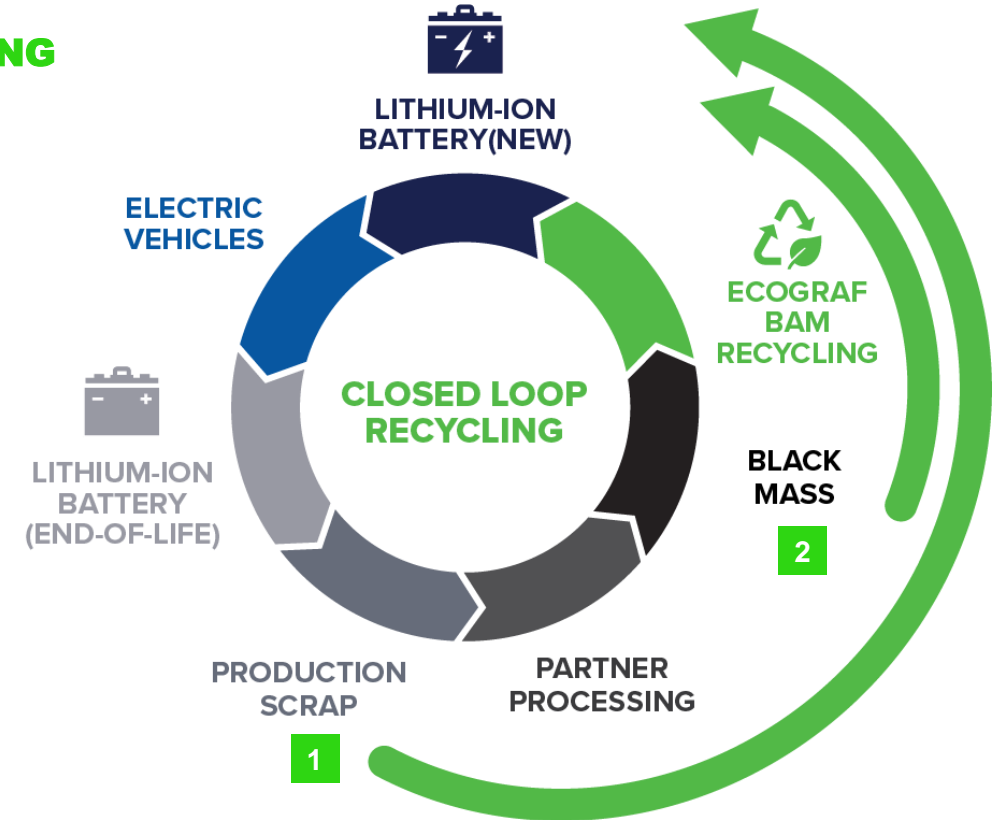 NG
LITHIUM-ION
BATTERY(NEW)
ELECTRIC
VEHICLES
ECOGRAF
BAM
RECYCLING
CLOSED LOOP
RECYCLING
BLACK
MASS
2
LITHIUM-ION
BATTERY
(END-OF-LIFE)
PRODUCTION
SCRAP
1
PARTNER
PROCESSING